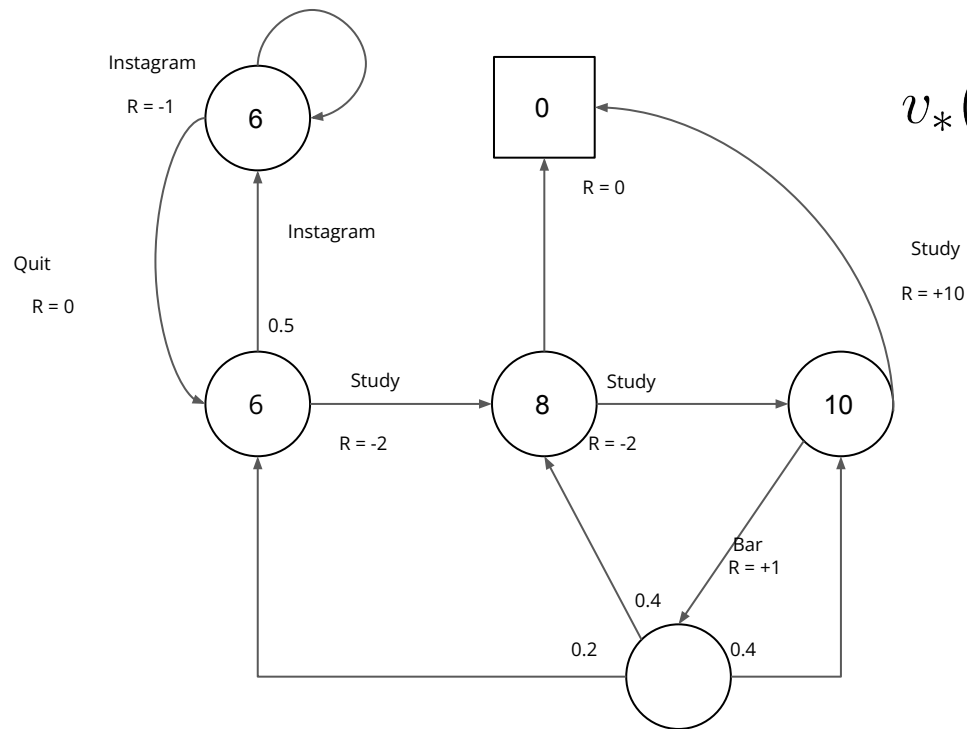 Instagram
R = -1
6
0
v∗(
R = 0
Instagram
Study
R = +10
Quit
R = 0
0.5
6
Study
R = -2
8
Study
R = -2
10
Bar
R = +1
0.4
0.2
0.4